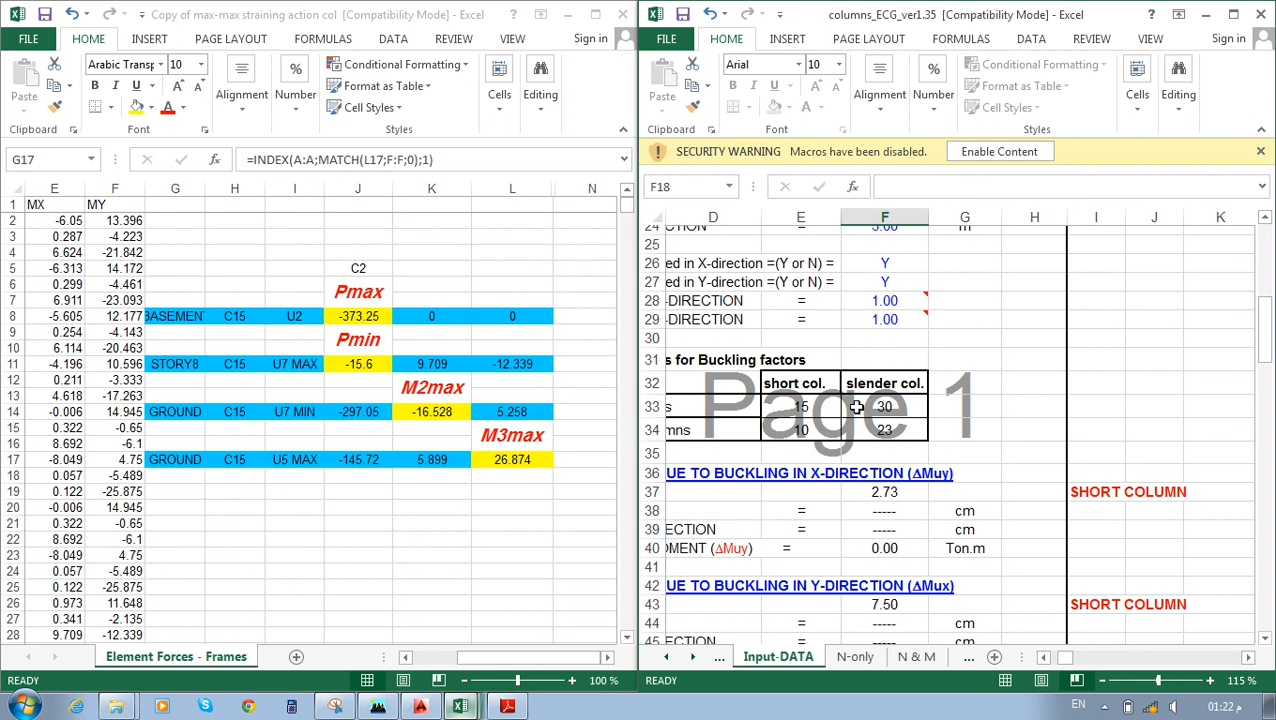 Copy of max-max straining action col [Compatibility Mode] - Excel
FILE HOME INSERT PAGE LAYOUT FORMULAS DATA REVIEW VIEW Sign in
Arabic Transp 10
Paste B I U Alignment Number Conditional Formatting Format as Table Cell Styles Cells Editing
Clipboard Font Styles
G17 =INDEX(A:A;MATCH(L17;F:F;0);1)
E F G H I J K L N
1 MX MY
2 -6.05 13.396
3 0.287 -4.223
4 6.624 -21.842
5 -6.313 14.172 C2
6 0.299 -4.461 Pmax
7 6.911 -23.093
8 -5.605 12.177 BASEMENT C15 U2 -373.25 0 0
9 0.254 -4.143 Pmin
10 6.114 -20.463
11 -4.196 10.596 STORY8 C15 U7 MAX -15.6 9.709 -12.339
12 0.211 -3.333 M2max
13 4.618 -17.263
14 -0.006 14.945 GROUND C15 U7 MIN -297.05 -16.528 5.258
15 0.322 -0.65 M3max
16 8.692 -6.1
17 -8.049 4.75 GROUND C15 U5 MAX -145.72 5.899 26.874
18 0.057 -5.489
19 0.122 -25.875
20 -0.006 14.945
21 0.322 -0.65
22 8.692 -6.1
23 -8.049 4.75
24 0.057 -5.489
25 0.122 -25.875
26 0.973 11.648
27 0.341 -2.135
28 9.709 -12.339
Element Forces - Frames
READY 100 %
columns_ECG_ver1.35 [Compatibility Mode] - Excel
FILE HOME INSERT PAGE LAYOUT FORMULAS DATA REVIEW VIEW Sign in
Arial 10
Paste B I U Alignment Number Conditional Formatting Format as Table Cell Styles Cells Editing
Clipboard Font Styles
SECURITY WARNING Macros have been disabled. Enable Content
F18
D E F G H I J K
24 CTION = 3.00 m
25
26 ed in X-direction =(Y or N) = Y
27 ed in Y-direction =(Y or N) = Y
28 -DIRECTION = 1.00
29 -DIRECTION = 1.00
30
31 s for Buckling factors
32 short col. slender col.
33 s 15 30
34 mns 10 23
Page 1
35
36 UE TO BUCKLING IN X-DIRECTION (ΔMuy)
37 2.73 SHORT COLUMN
38 = ----- cm
39 ECTION = ----- cm
40 OMENT (ΔMuy) = 0.00 Ton.m
41
42 UE TO BUCKLING IN Y-DIRECTION (ΔMux)
43 7.50 SHORT COLUMN
44 = ----- cm
45 ECTION = ----- cm
... Input-DATA N-only N & M ...
READY 115 %
EN 01:22 م